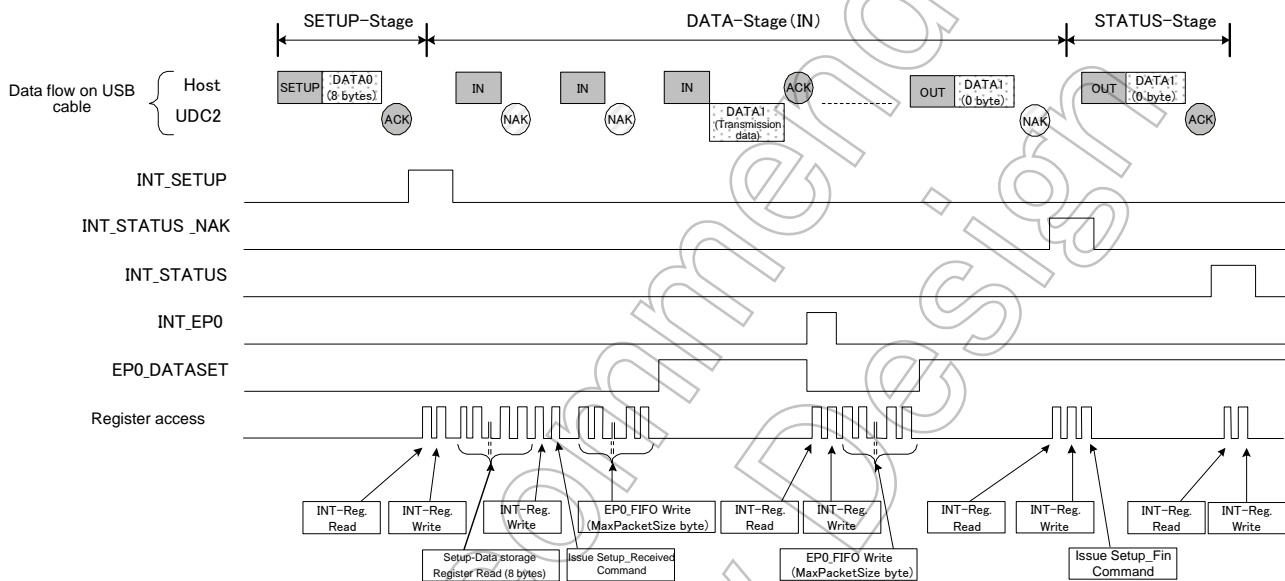 SETUP-Stage
DATA-Stage(IN)
STATUS-Stage
Data flow on USB
cable
Host
UDC2
SETUP
DATA0
(8 bytes)
ACK
IN
NAK
IN
NAK
IN
DATA1
(Transmission
data)
ACK
OUT
DATA1
(0 byte)
NAK
OUT
DATA1
(0 byte)
ACK
INT_SETUP
INT_STATUS _NAK
INT_STATUS
INT_EP0
EP0_DATASET
Register access
INT-Reg.
Read
INT-Reg.
Write
INT-Reg.
Write
EP0_FIFO Write
(MaxPacketSize byte)
INT-Reg.
Read
INT-Reg.
Write
INT-Reg.
Read
INT-Reg.
Write
INT-Reg.
Read
INT-Reg.
Write
Setup-Data storage
Register Read (8 bytes)
Issue Setup_Received
Command
EP0_FIFO Write
(MaxPacketSize byte)
Issue Setup_Fin
Command
ommend
Design